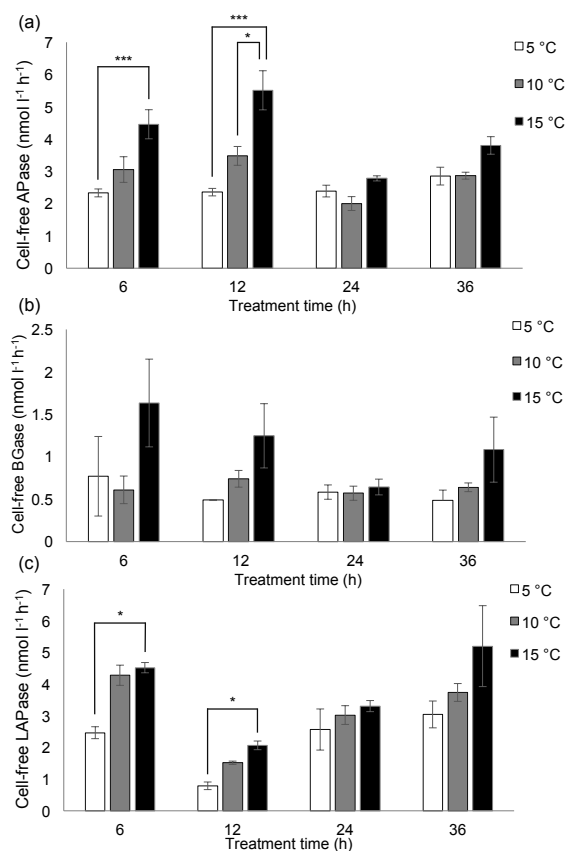 (a)
***
***
*
5 °C
10 °C
15 °C
Cell-free APase (nmol l⁻¹ h⁻¹)
7
6
5
4
3
2
1
0
6 12 24 36
Treatment time (h)
(b)
5 °C
10 °C
15 °C
Cell-free BGase (nmol l⁻¹ h⁻¹)
2.5
2
1.5
1
0.5
0
6 12 24 36
Treatment time (h)
(c)
*
*
5 °C
10 °C
15 °C
Cell-free LAPase (nmol l⁻¹ h⁻¹)
7
6
5
4
3
2
1
0
6 12 24 36
Treatment time (h)